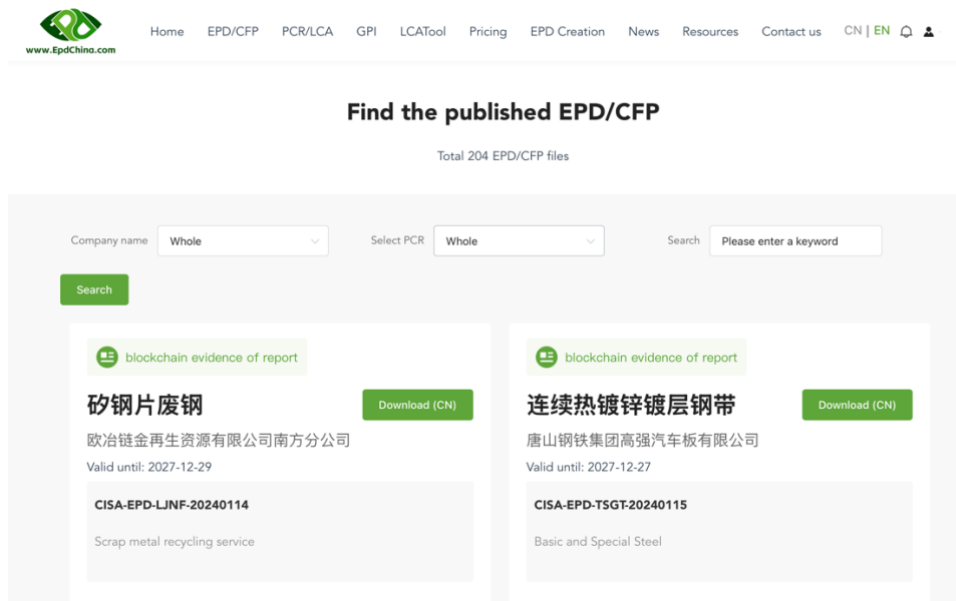 www.EpdChina.com
Home EPD/CFP PCR/LCA GPI LCATool Pricing EPD Creation News Resources Contact us CN | EN
Find the published EPD/CFP
Total 204 EPD/CFP files
Company name Whole Select PCR Whole Search Please enter a keyword
Search
blockchain evidence of report
矽钢片废钢
Download (CN)
欧冶链金再生资源有限公司南方分公司
Valid until: 2027-12-29
CISA-EPD-LJNF-20240114
Scrap metal recycling service
blockchain evidence of report
连续热镀锌镀层钢带
Download (CN)
唐山钢铁集团高强汽车板有限公司
Valid until: 2027-12-27
CISA-EPD-TSGT-20240115
Basic and Special Steel